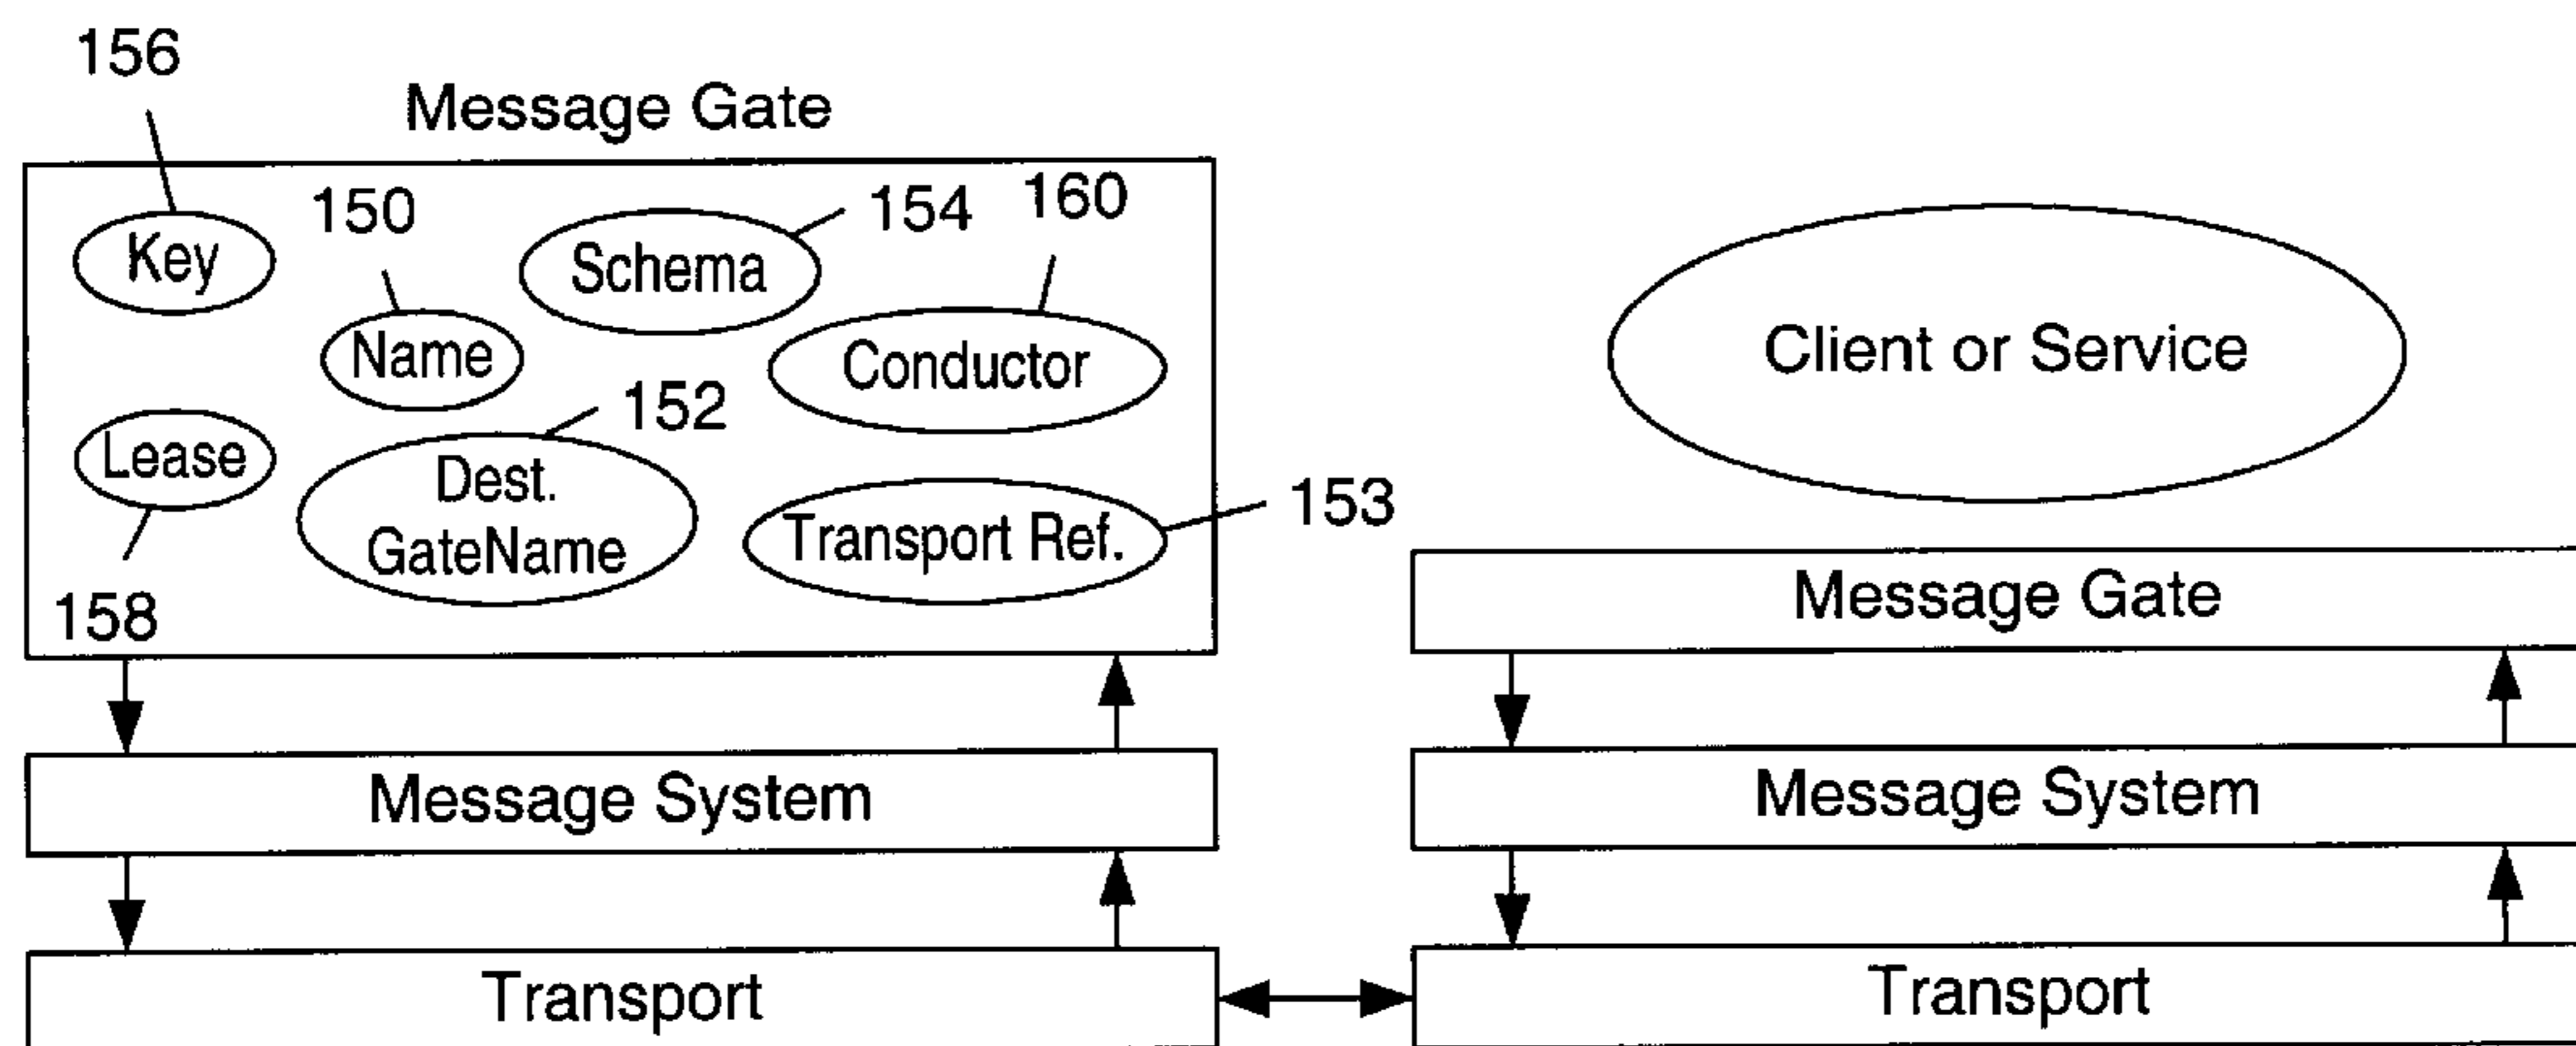 156
Message Gate
150
154
160
Key
Schema
Name
Conductor
Client or Service
152
Lease
Dest.
GateName
Transport Ref.
153
158
Message Gate
Message System
Message System
Transport
Transport